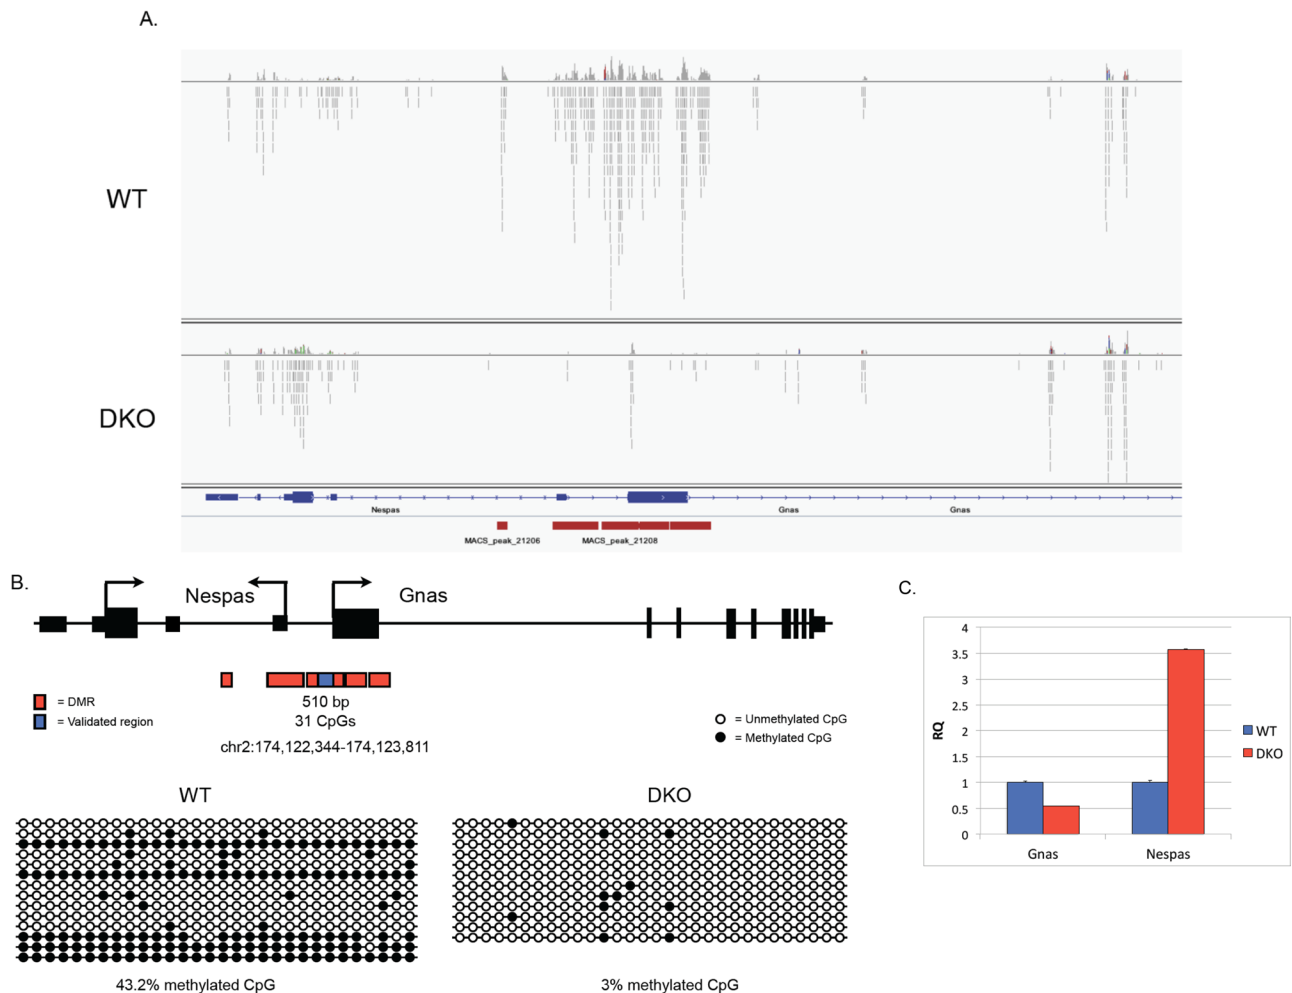 A.
WT
DKO
Nespas
Gnas
Gnas
MACS_peak_21206
MACS_peak_21208
B.
Nespas
Gnas
= DMR
= Validated region
510 bp
31 CpGs
chr2:174,122,344-174,123,811
= Unmethylated CpG
= Methylated CpG
WT
DKO
43.2% methylated CpG
3% methylated CpG
C.
4
3.5
3
2.5
2
1.5
1
0.5
0
RQ
Gnas
Nespas
WT
DKO